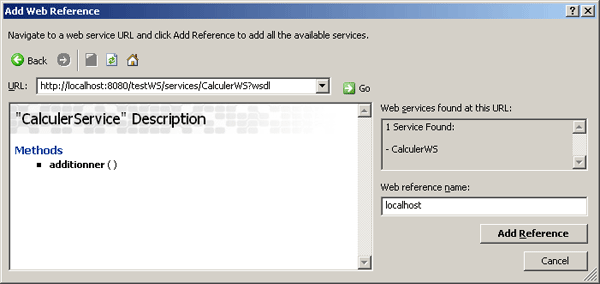 Add Web Reference
Navigate to a web service URL and click Add Reference to add all the available services.
Back
URL: http://localhost:8080/testWS/services/CalculerWS?wsdl Go
"CalculerService" Description
Methods
additionner ()
Web services found at this URL:
1 Service Found:
- CalculerWS
Web reference name:
localhost
Add Reference
Cancel